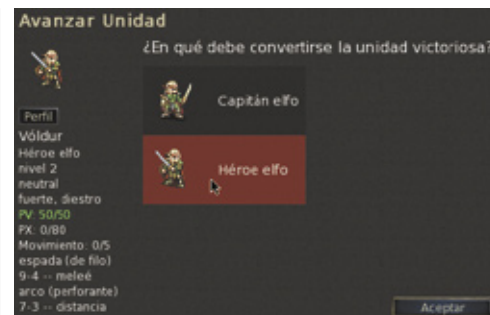 Avanzar Unidad
¿En qué debe convertirse la unidad victoriosa?
Capitán elfo
Héroe elfo
Perfil
Vóldur
Héroe elfo
nivel 2
neutral
fuerte, diestro
PV: 50/50
PX: 0/80
Movimiento: 0/5
espada (de filo)
9-4 -- meleé
arco (perforante)
7-3 -- distancia
Aceptar